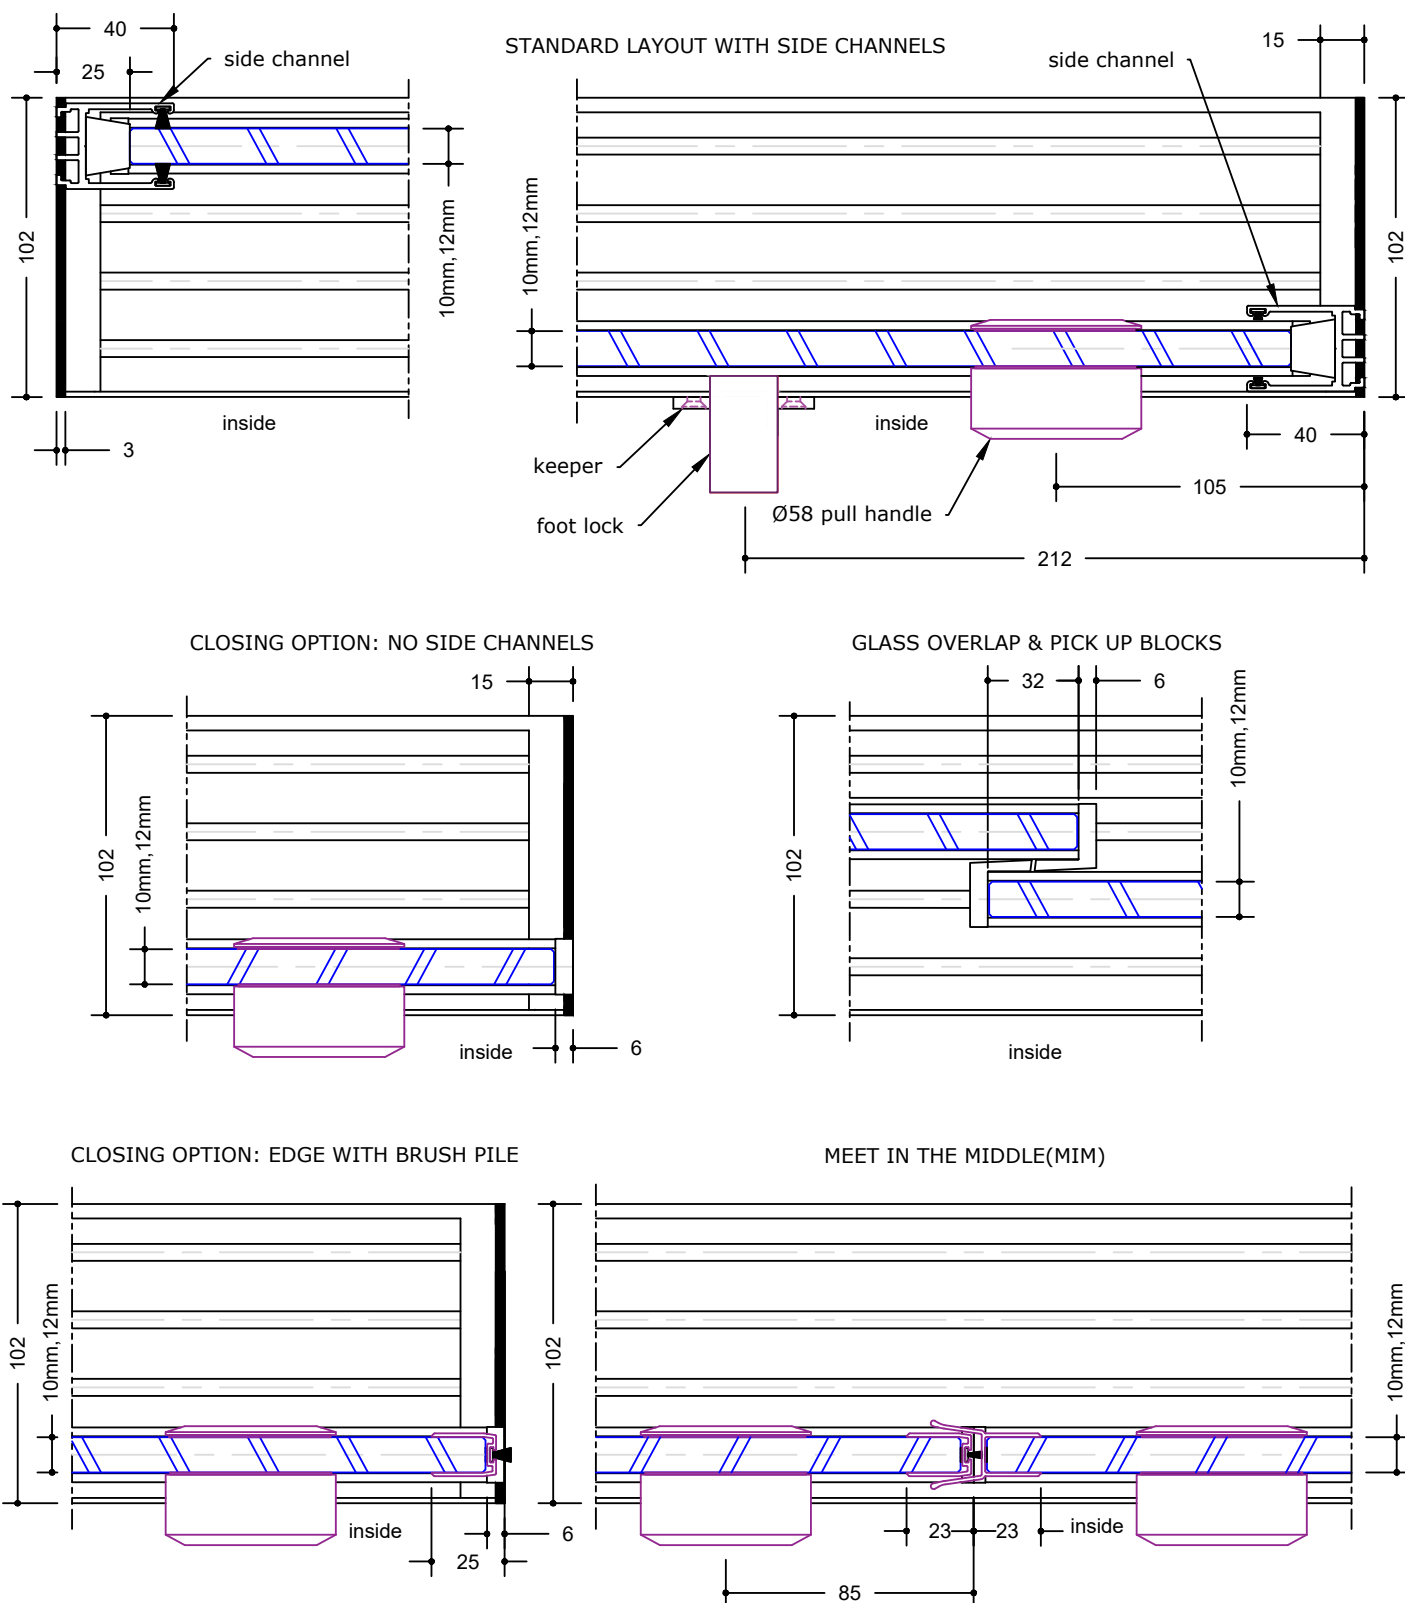 STANDARD LAYOUT WITH SIDE CHANNELS
40
25
side channel
102
10mm,12mm
inside
3
15
side channel
10mm,12mm
102
keeper
inside
40
105
foot lock
Ø58 pull handle
212
CLOSING OPTION: NO SIDE CHANNELS
15
102
10mm,12mm
inside
6
GLASS OVERLAP & PICK UP BLOCKS
32
6
10mm,12mm
102
inside
CLOSING OPTION: EDGE WITH BRUSH PILE
102
10mm,12mm
inside
6
25
MEET IN THE MIDDLE(MIM)
102
10mm,12mm
23
23
inside
85